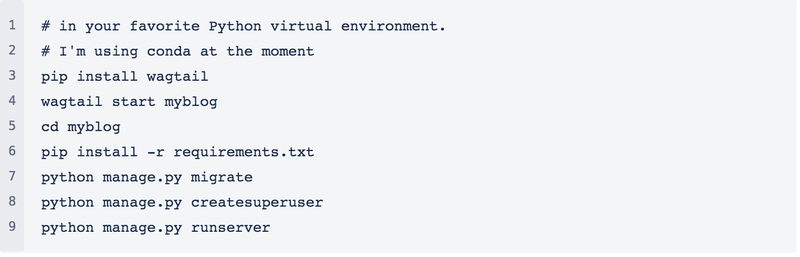 1 # in your favorite Python virtual environment.
2 # I'm using conda at the moment
3 pip install wagtail
4 wagtail start myblog
5 cd myblog
6 pip install -r requirements.txt
7 python manage.py migrate
8 python manage.py createsuperuser
9 python manage.py runserver